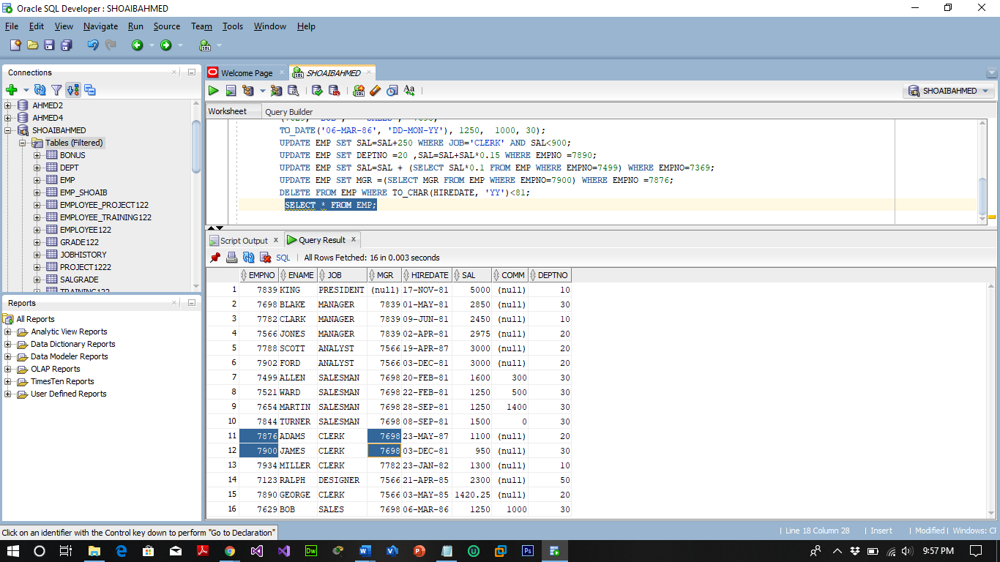 Oracle SQL Developer : SHOAIBAHMED
File Edit View Navigate Run Source Team Tools Window Help
Connections
AHMED2
AHMED4
SHOAIBAHMED
Tables (Filtered)
BONUS
DEPT
EMP
EMP_SHOAIB
EMPLOYEE_PROJECT122
EMPLOYEE_TRAINING122
EMPLOYEE122
GRADE122
JOBHISTORY
PROJECT1222
SALGRADE
TRAINING122
Reports
All Reports
Analytic View Reports
Data Dictionary Reports
Data Modeler Reports
OLAP Reports
TimesTen Reports
User Defined Reports
Welcome Page SHOAIBAHMED
SHOAIBAHMED
Worksheet Query Builder
(7629, 'BOB', 'SALES', 7698,
TO_DATE('06-MAR-86', 'DD-MON-YY'), 1250, 1000, 30);
UPDATE EMP SET SAL=SAL+250 WHERE JOB='CLERK' AND SAL<900;
UPDATE EMP SET DEPTNO =20 ,SAL=SAL+SAL*0.15 WHERE EMPNO =7890;
UPDATE EMP SET SAL=SAL + (SELECT SAL*0.1 FROM EMP WHERE EMPNO=7499) WHERE EMPNO=7369;
UPDATE EMP SET MGR =(SELECT MGR FROM EMP WHERE EMPNO=7900) WHERE EMPNO =7876;
DELETE FROM EMP WHERE TO_CHAR(HIREDATE, 'YY')<81;
SELECT * FROM EMP;
Script Output x Query Result x
SQL | All Rows Fetched: 16 in 0.003 seconds
EMPNO ENAME JOB MGR HIREDATE SAL COMM DEPTNO
1 7839 KING PRESIDENT (null) 17-NOV-81 5000 (null) 10
2 7698 BLAKE MANAGER 7839 01-MAY-81 2850 (null) 30
3 7782 CLARK MANAGER 7839 09-JUN-81 2450 (null) 10
4 7566 JONES MANAGER 7839 02-APR-81 2975 (null) 20
5 7788 SCOTT ANALYST 7566 19-APR-87 3000 (null) 20
6 7902 FORD ANALYST 7566 03-DEC-81 3000 (null) 20
7 7499 ALLEN SALESMAN 7698 20-FEB-81 1600 300 30
8 7521 WARD SALESMAN 7698 22-FEB-81 1250 500 30
9 7654 MARTIN SALESMAN 7698 28-SEP-81 1250 1400 30
10 7844 TURNER SALESMAN 7698 08-SEP-81 1500 0 30
11 7876 ADAMS CLERK 7698 23-MAY-87 1100 (null) 20
12 7900 JAMES CLERK 7698 03-DEC-81 950 (null) 30
13 7934 MILLER CLERK 7782 23-JAN-82 1300 (null) 10
14 7123 RALPH DESIGNER 7566 21-APR-85 2300 (null) 50
15 7890 GEORGE CLERK 7566 03-MAY-85 1420.25 (null) 20
16 7629 BOB SALES 7698 06-MAR-86 1250 1000 30
Click on an identifier with the Control key down to perform "Go to Declaration"
| Line 18 Column 28 | Insert | Modified | Windows: CF
9:57 PM